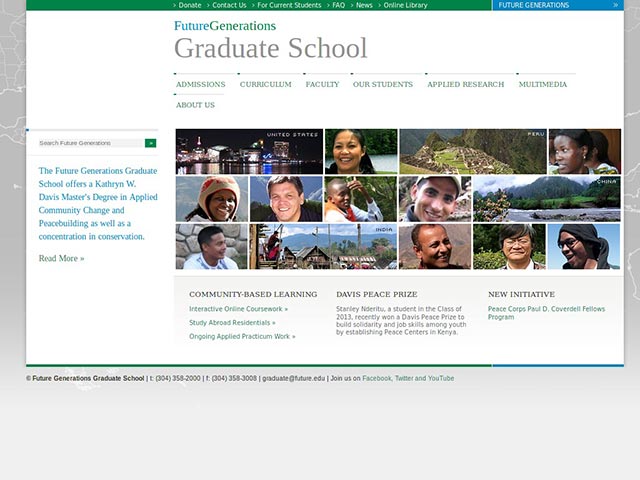 Donate Contact Us For Current Students FAQ News Online Library
FUTURE GENERATIONS »
FutureGenerations
Graduate School
ADMISSIONS CURRICULUM FACULTY OUR STUDENTS APPLIED RESEARCH MULTIMEDIA
ABOUT US
Search Future Generations »
The Future Generations Graduate
School offers a Kathryn W.
Davis Master's Degree in Applied
Community Change and
Peacebuilding as well as a
concentration in conservation.
Read More »
UNITED STATES
PERU
CHINA
INDIA
COMMUNITY-BASED LEARNING
Interactive Online Coursework »
Study Abroad Residentials »
Ongoing Applied Practicum Work »
DAVIS PEACE PRIZE
Stanley Nderitu, a student in the Class of
2013, recently won a Davis Peace Prize to
build solidarity and job skills among youth
by establishing Peace Centers in Kenya.
NEW INITIATIVE
Peace Corps Paul D. Coverdell Fellows
Program
© Future Generations Graduate School | t: (304) 358-2000 | f: (304) 358-3008 | graduate@future.edu | Join us on Facebook, Twitter and YouTube